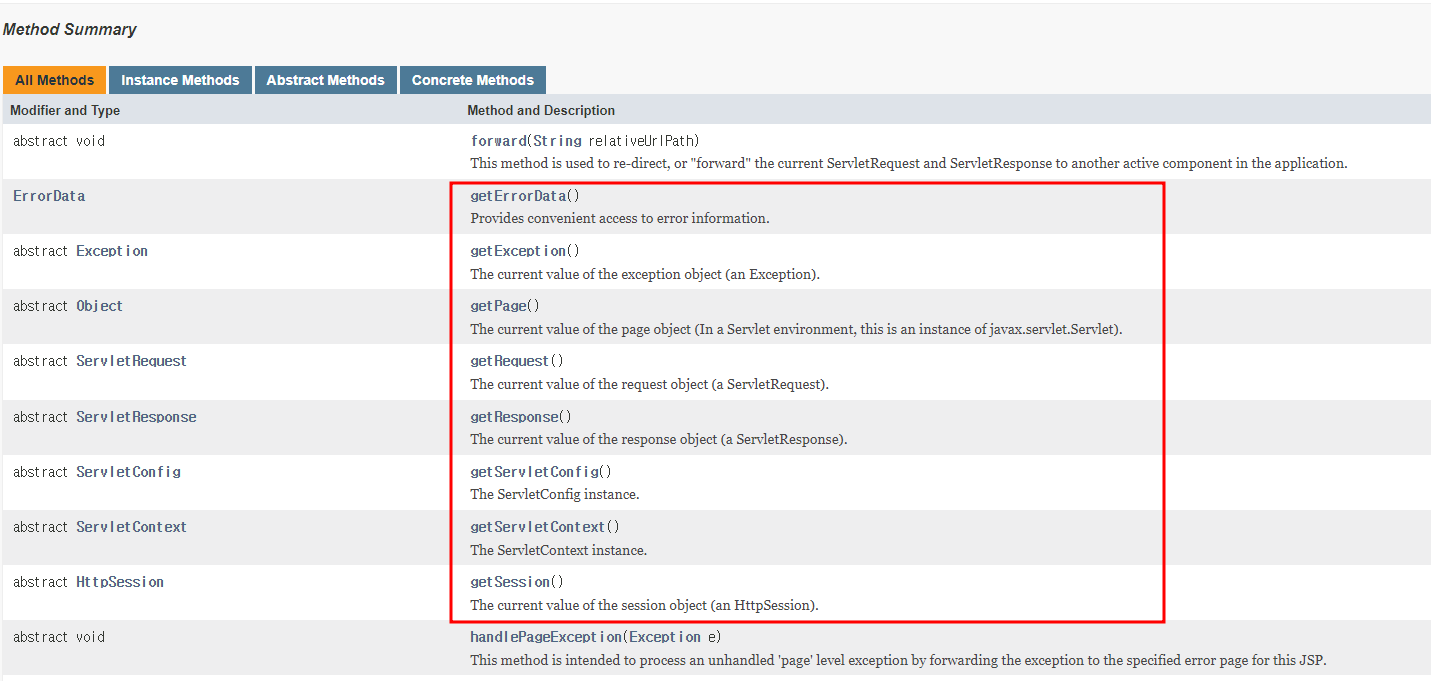 Method Summary
All Methods Instance Methods Abstract Methods Concrete Methods
Modifier and Type Method and Description
abstract void forward(String relativeUrlPath)
This method is used to re-direct, or "forward" the current ServletRequest and ServletResponse to another active component in the application.
ErrorData getErrorData()
Provides convenient access to error information.
abstract Exception getException()
The current value of the exception object (an Exception).
abstract Object getPage()
The current value of the page object (In a Servlet environment, this is an instance of javax.servlet.Servlet).
abstract ServletRequest getRequest()
The current value of the request object (a ServletRequest).
abstract ServletResponse getResponse()
The current value of the response object (a ServletResponse).
abstract ServletConfig getServletConfig()
The ServletConfig instance.
abstract ServletContext getServletContext()
The ServletContext instance.
abstract HttpSession getSession()
The current value of the session object (an HttpSession).
abstract void handlePageException(Exception e)
This method is intended to process an unhandled 'page' level exception by forwarding the exception to the specified error page for this JSP.